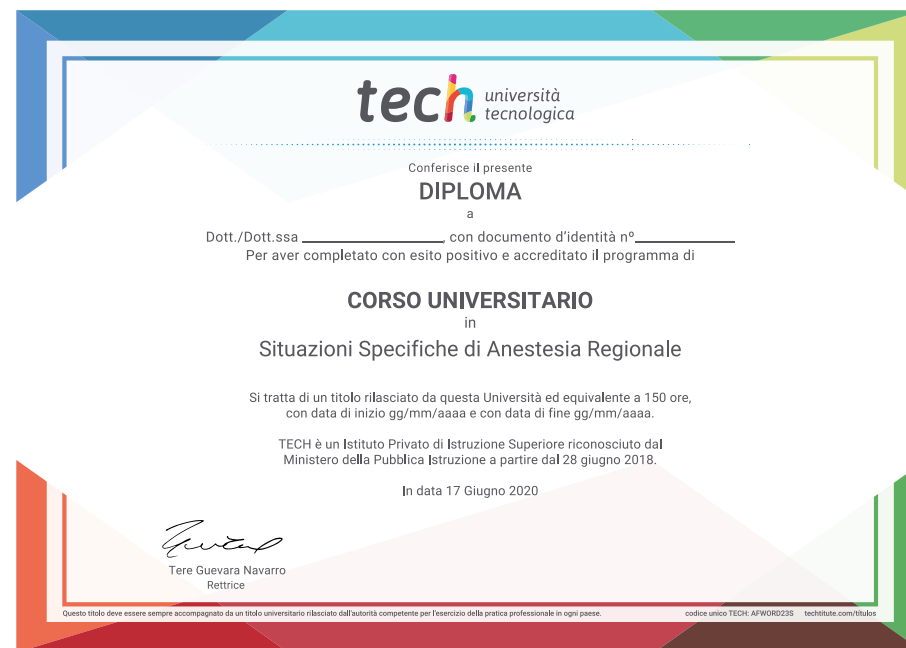 tech università
tecnologica
Conferisce il presente
DIPLOMA
a
Dott./Dott.ssa ____________________, con documento d'identità nº______________
Per aver completato con esito positivo e accreditato il programma di
CORSO UNIVERSITARIO
in
Situazioni Specifiche di Anestesia Regionale
Si tratta di un titolo rilasciato da questa Università ed equivalente a 150 ore,
con data di inizio gg/mm/aaaa e con data di fine gg/mm/aaaa.
TECH è un Istituto Privato di Istruzione Superiore riconosciuto dal
Ministero della Pubblica Istruzione a partire dal 28 giugno 2018.
In data 17 Giugno 2020
Tere Guevara Navarro
Rettrice
Questo titolo deve essere sempre accompagnato da un titolo universitario rilasciato dall'autorità competente per l'esercizio della pratica professionale in ogni paese. codice unico TECH: AFWORD23S techtitute.com/titulos